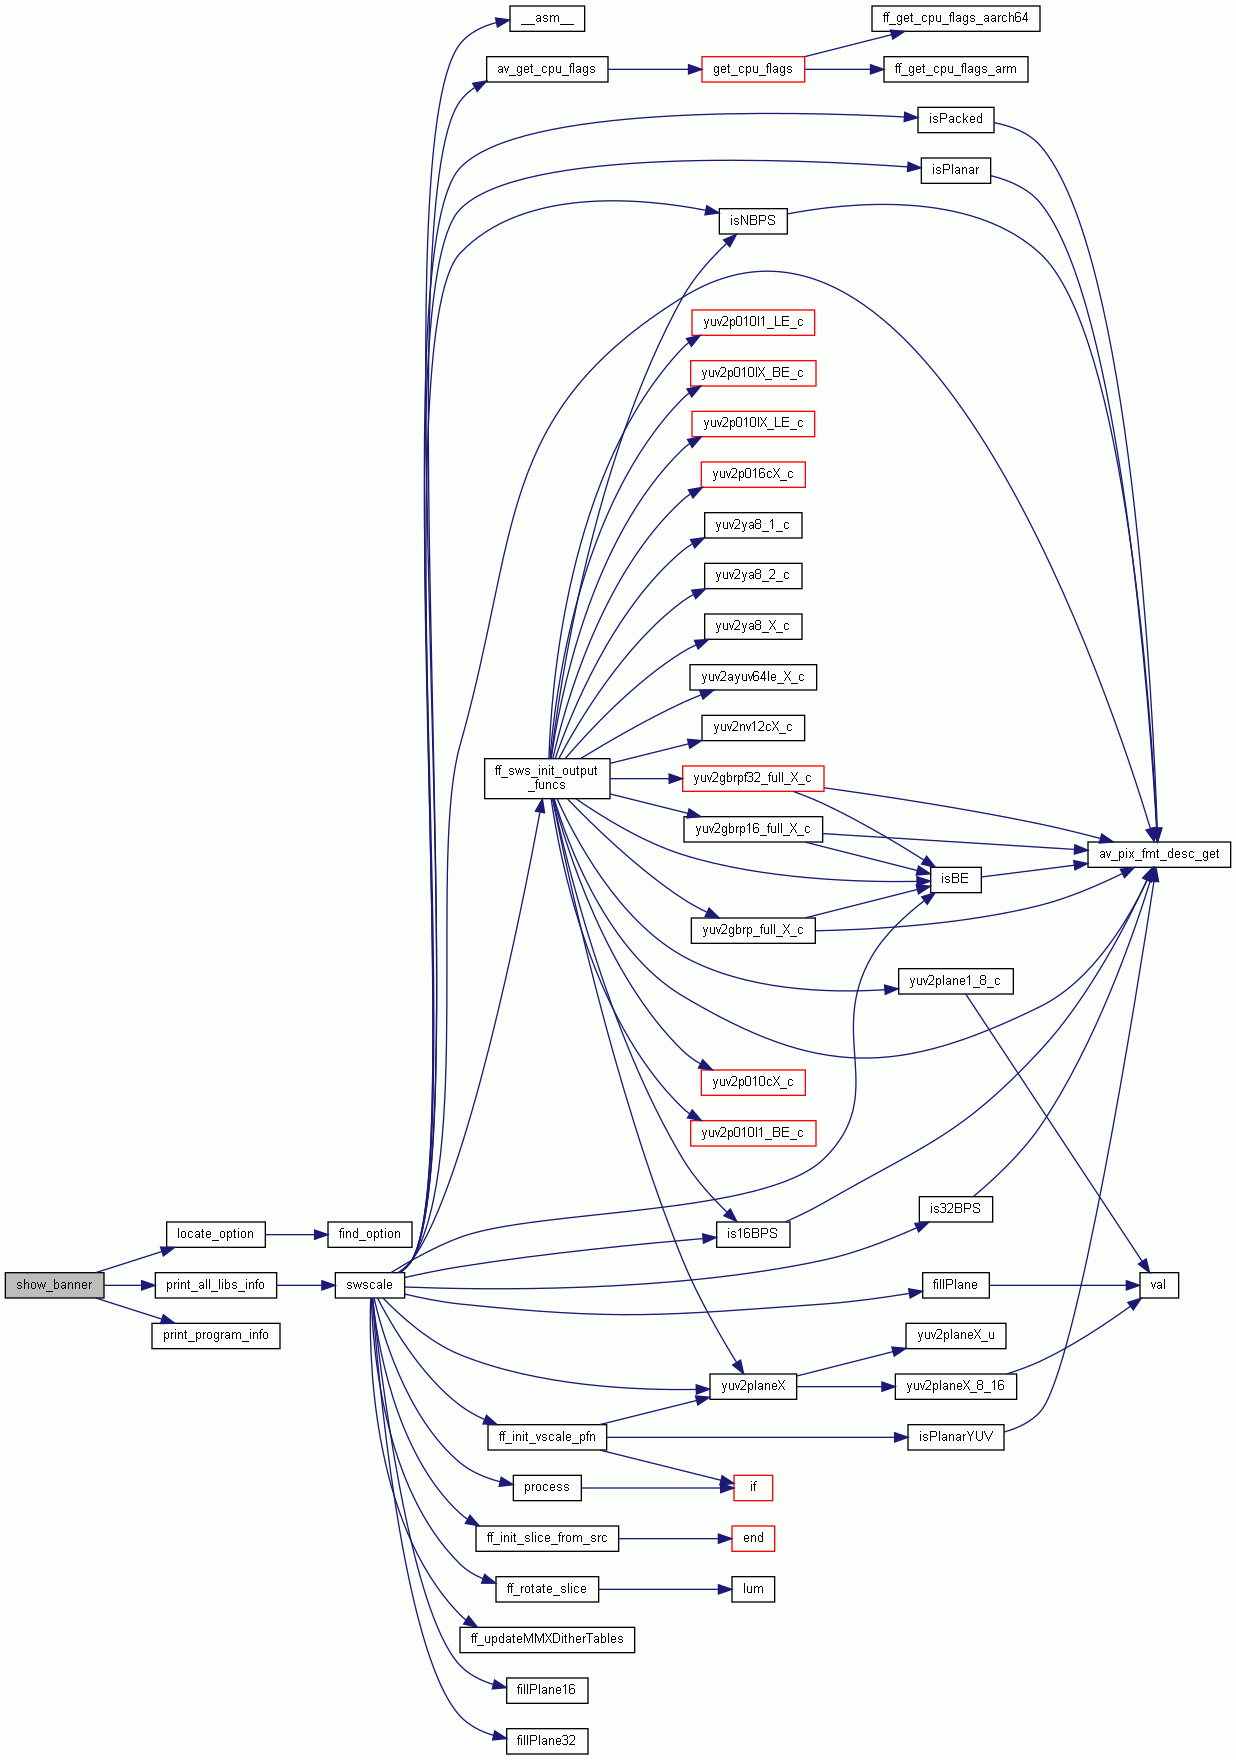 __asm__
ff_get_cpu_flags_aarch64
av_get_cpu_flags
get_cpu_flags
ff_get_cpu_flags_arm
isPacked
isPlanar
isNBPS
yuv2p010l1_LE_c
yuv2p010lX_BE_c
yuv2p010lX_LE_c
yuv2p016cX_c
yuv2ya8_1_c
yuv2ya8_2_c
yuv2ya8_X_c
yuv2ayuv64le_X_c
yuv2nv12cX_c
ff_sws_init_output
_funcs
yuv2gbrpf32_full_X_c
yuv2gbrp16_full_X_c
av_pix_fmt_desc_get
isBE
yuv2gbrp_full_X_c
yuv2plane1_8_c
yuv2p010cX_c
yuv2p010l1_BE_c
is32BPS
locate_option
find_option
is16BPS
show_banner
print_all_libs_info
swscale
fillPlane
val
print_program_info
yuv2planeX_u
yuv2planeX
yuv2planeX_8_16
ff_init_vscale_pfn
isPlanarYUV
process
if
ff_init_slice_from_src
end
ff_rotate_slice
lum
ff_updateMMXDitherTables
fillPlane16
fillPlane32